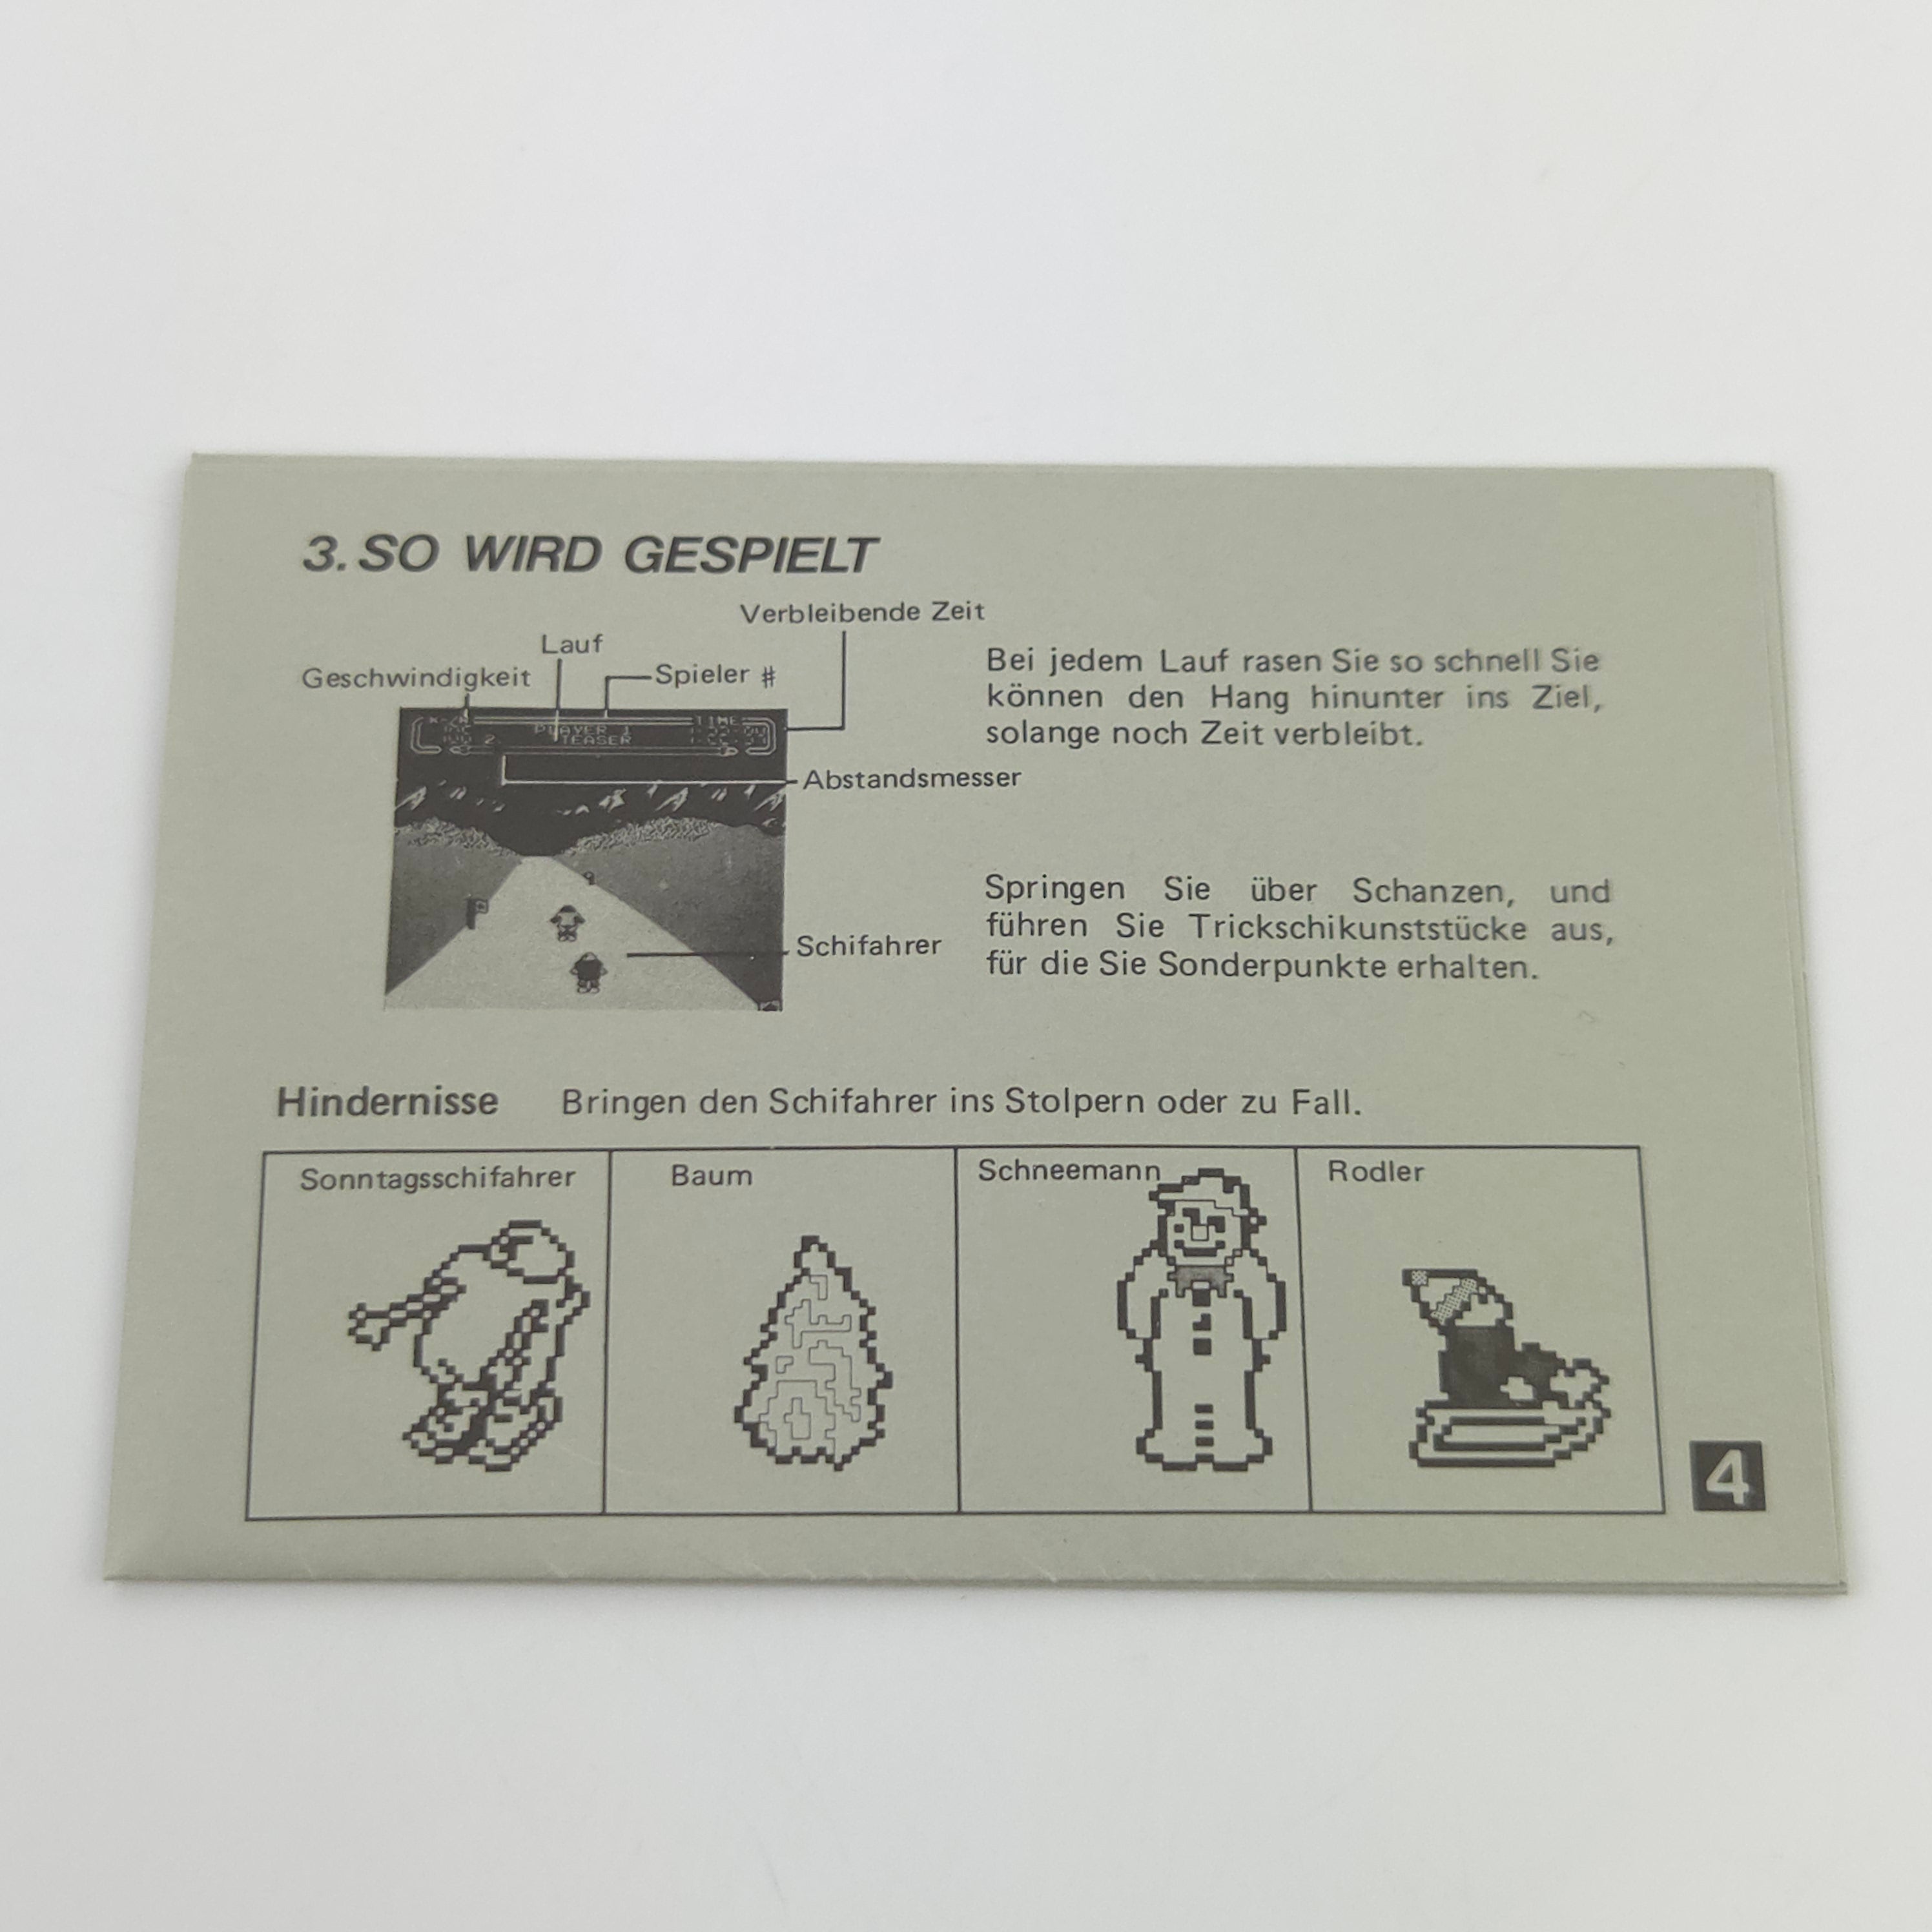 3. SO WIRD GESPIELT
Verbleibende Zeit
Lauf
Geschwindigkeit
Spieler #
TIME
PLAYER 1
2 TEASER
Abstandsmesser
Schifahrer
Bei jedem Lauf rasen Sie so schnell Sie
können den Hang hinunter ins Ziel,
solange noch Zeit verbleibt.
Springen Sie über Schanzen, und
führen Sie Trickschikunststücke aus,
für die Sie Sonderpunkte erhalten.
Hindernisse Bringen den Schifahrer ins Stolpern oder zu Fall.
Sonntagsschifahrer
Baum
Schneemann
Rodler
4